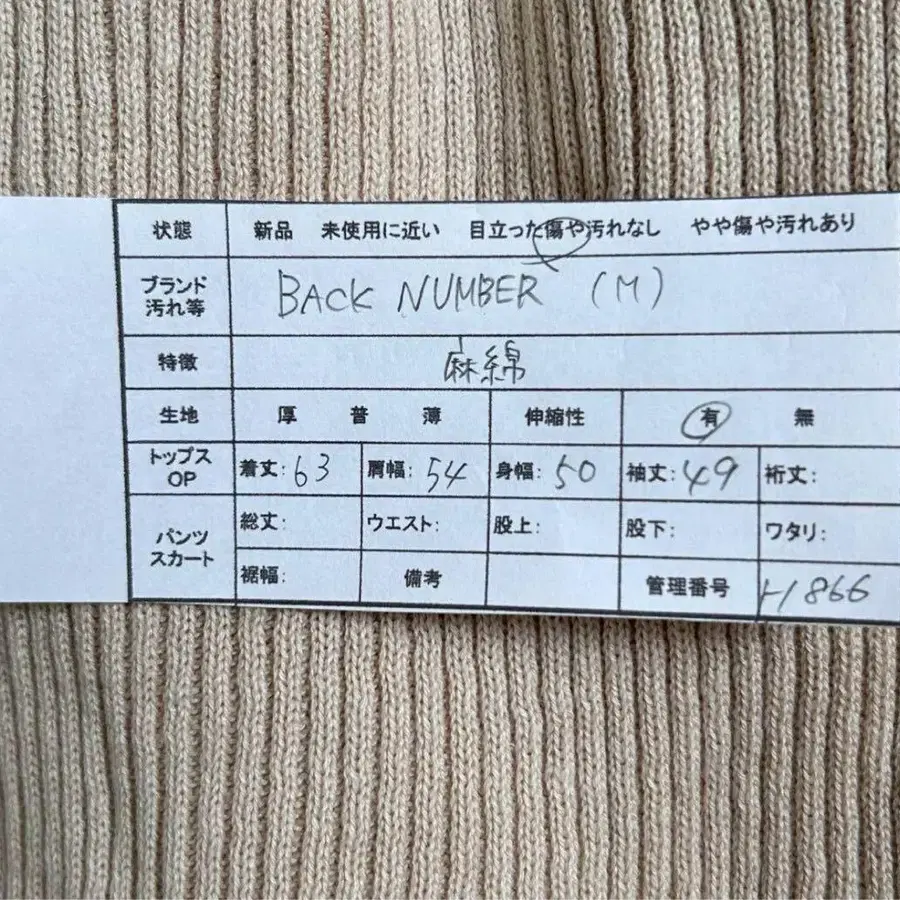 状態 新品 未使用に近い 目立った傷や汚れなし やや傷や汚れあり
ブランド 汚れ等 BACK NUMBER (M)
特徴 麻綿
生地 厚 普 薄 伸縮性 有 無
トップス OP 着丈:63 肩幅:54 身幅:50 袖丈:49 裄丈:
パンツ スカート 総丈: ウエスト: 股上: 股下: ワタリ:
裾幅: 備考 管理番号 H866